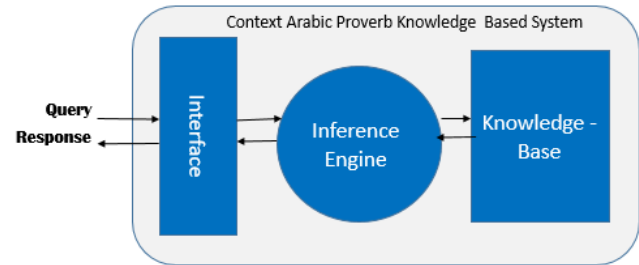 Context Arabic Proverb Knowledge Based System
Query
Response
Interface
Inference
Engine
Knowledge -
Base